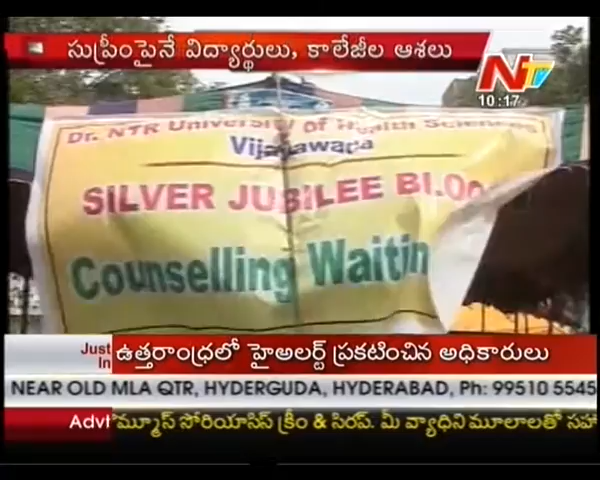 సుప్రీంపైనే విద్యార్థులు, కాలేజీల ఆశలు
NTV
10:17
Dr. NTR University of Health Sciences
Vijayawada
SILVER JUBILEE BLOC
Counselling Waitin
Just In
ఉత్తరాంధ్రలో హైఅలర్ట్ ప్రకటించిన అధికారులు
NEAR OLD MLA QTR, HYDERGUDA, HYDERABAD, Ph: 99510 5545
Advt
మ్యూస్ సోరియాసిస్ క్రీం & సిరప్. మీ వ్యాధిని మూలాలతో సహా